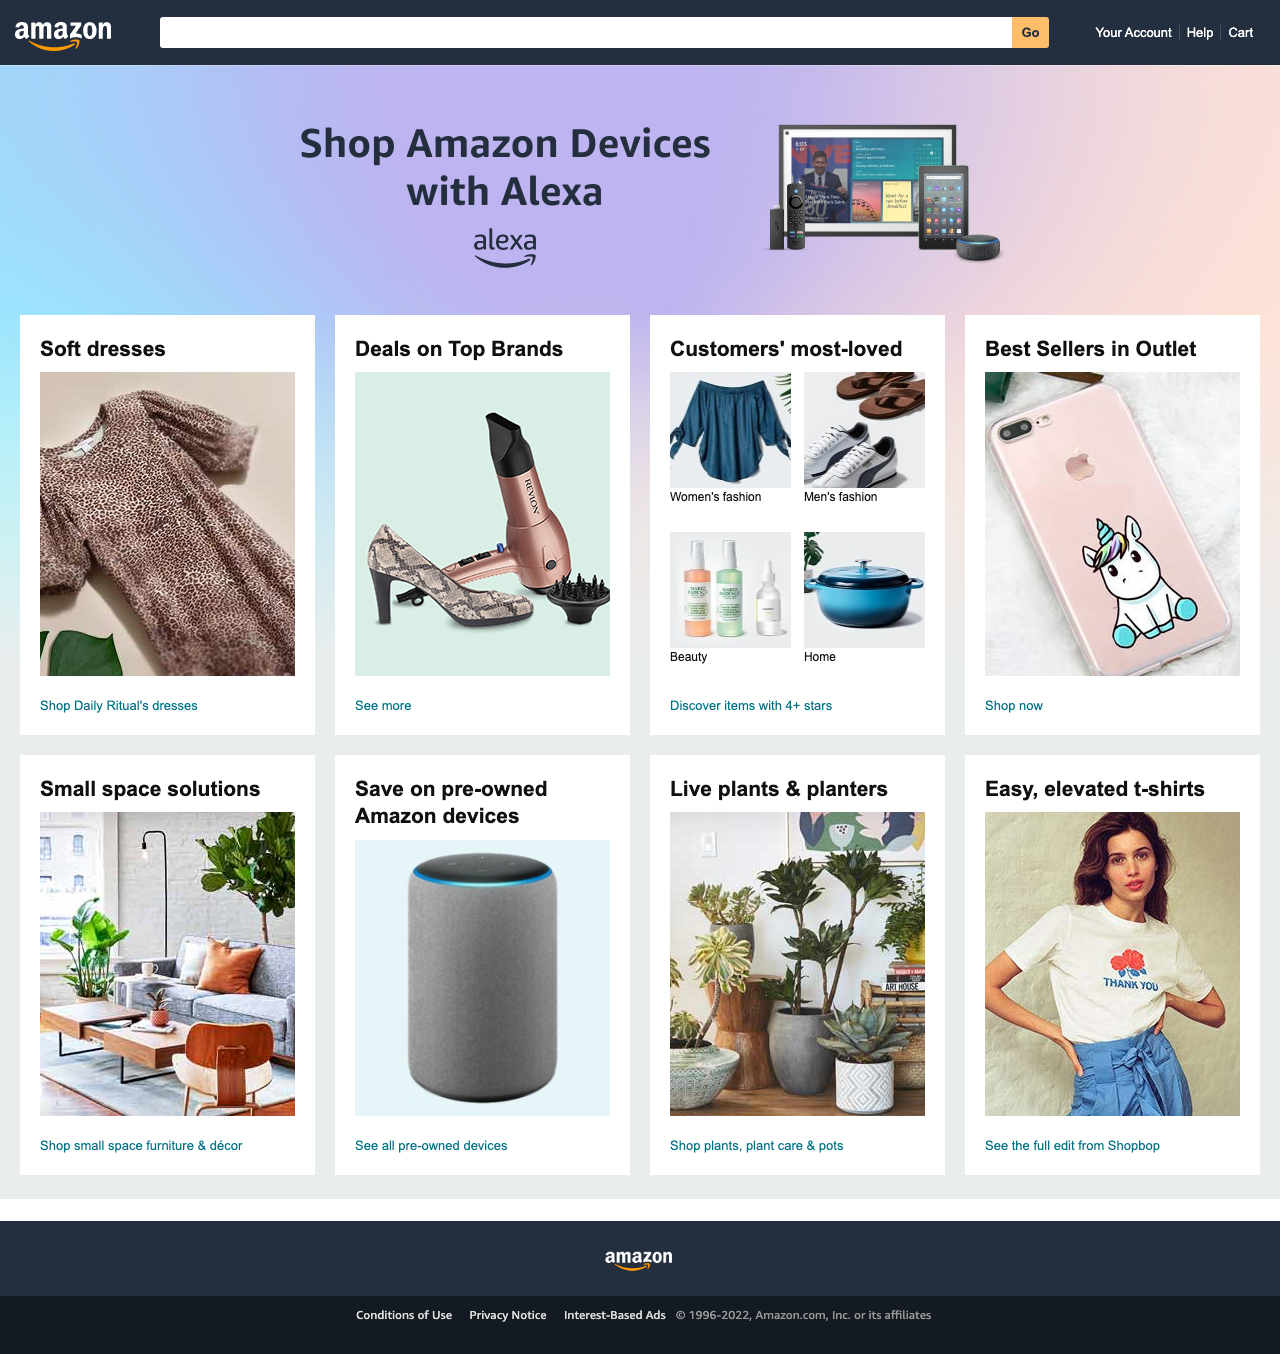 amazon
Go
Your Account
Help
Cart
Shop Amazon Devices
with Alexa
alexa
Soft dresses
Deals on Top Brands
Customers' most-loved
Best Sellers in Outlet
REVLON
Women's fashion
Men's fashion
Beauty
Home
Shop Daily Ritual's dresses
See more
Discover items with 4+ stars
Shop now
Small space solutions
Save on pre-owned
Amazon devices
Live plants & planters
Easy, elevated t-shirts
ART HOUSE
THANK YOU
Shop small space furniture & décor
See all pre-owned devices
Shop plants, plant care & pots
See the full edit from Shopbop
amazon
Conditions of Use
Privacy Notice
Interest-Based Ads
© 1996-2022, Amazon.com, Inc. or its affiliates